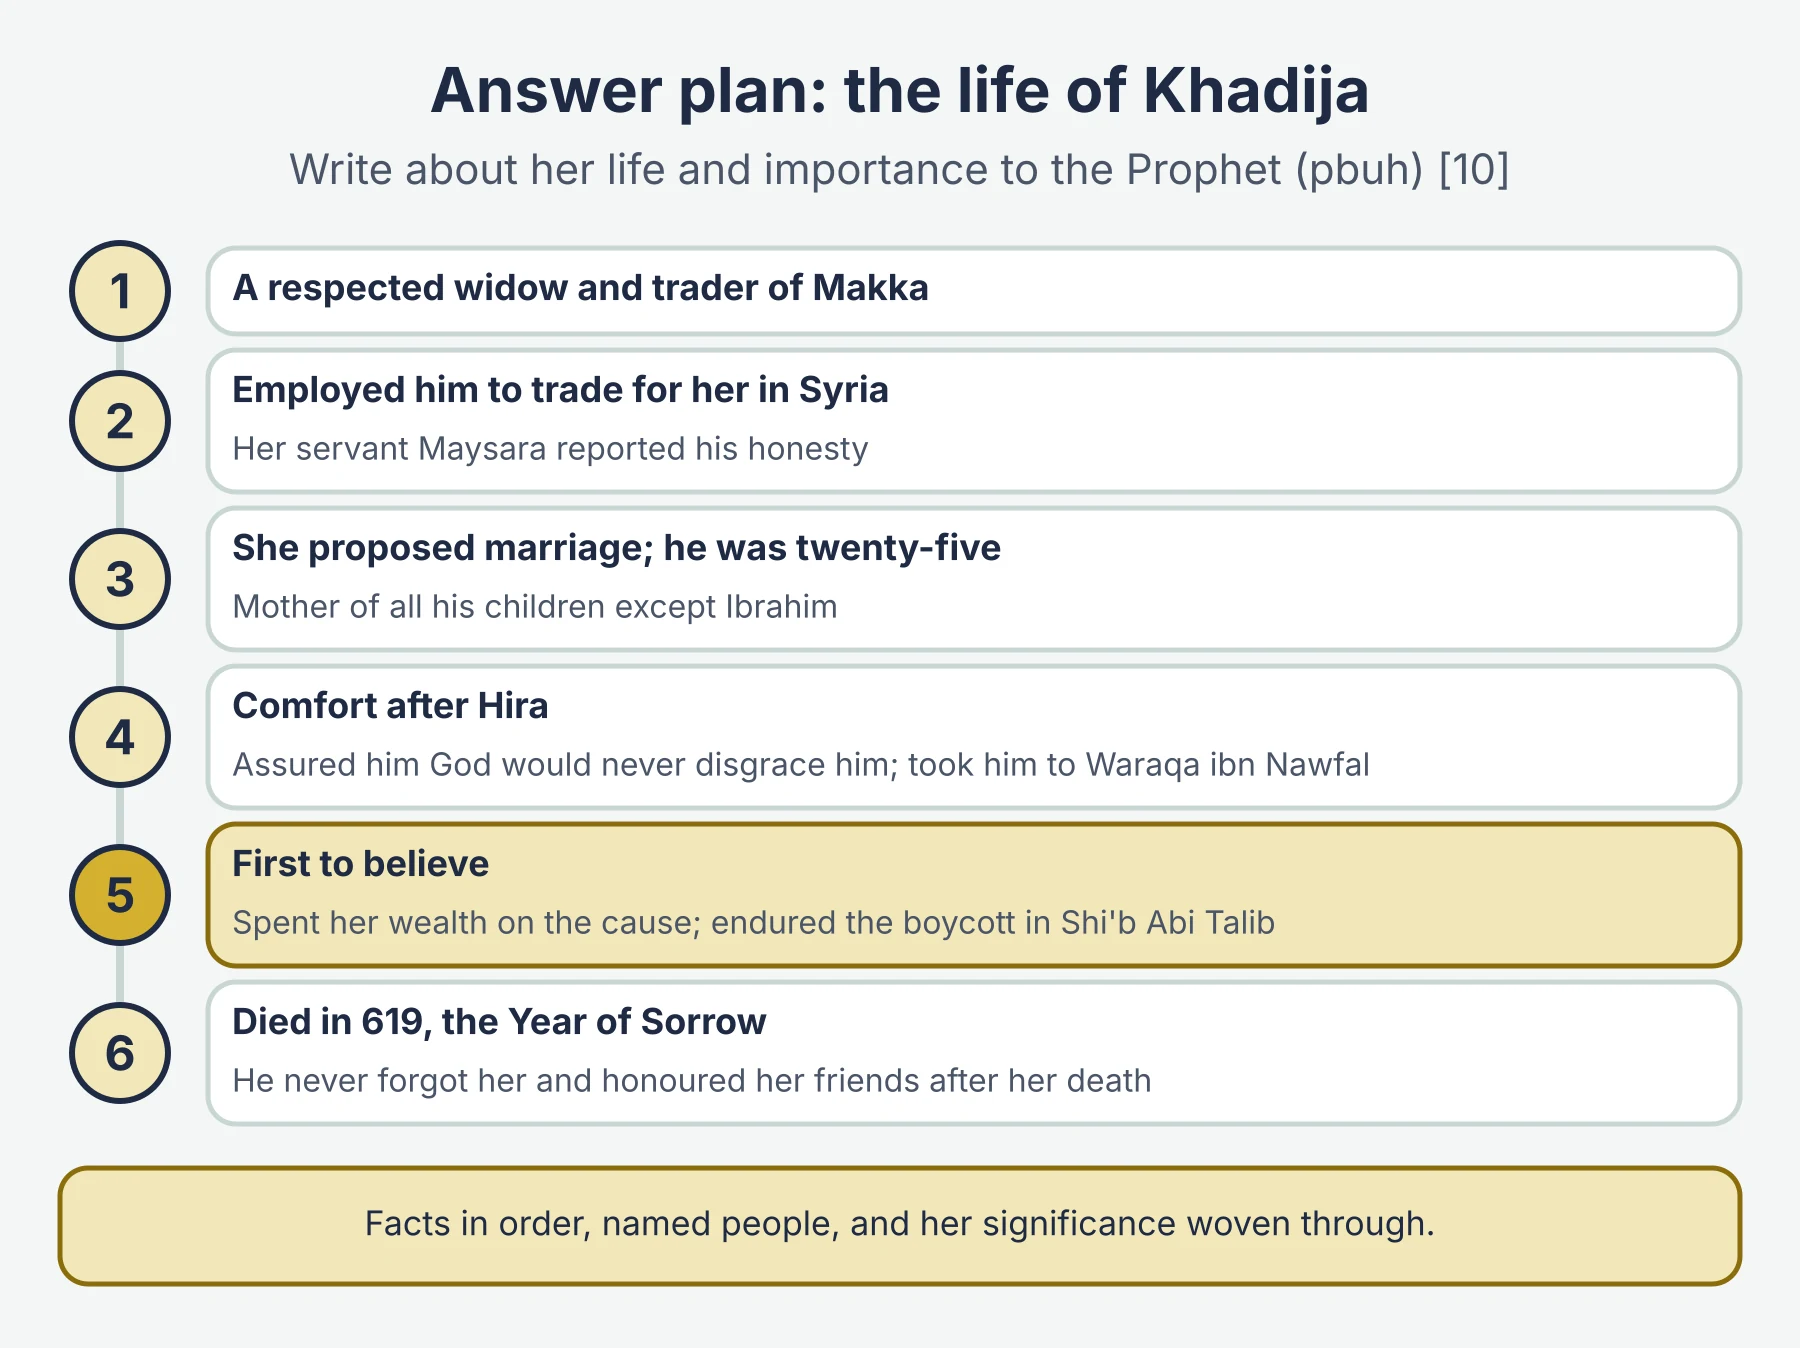 Answer plan: the life of Khadija
Write about her life and importance to the Prophet (pbuh) [10]
1
A respected widow and trader of Makka
2
Employed him to trade for her in Syria
Her servant Maysara reported his honesty
3
She proposed marriage; he was twenty-five
Mother of all his children except Ibrahim
4
Comfort after Hira
Assured him God would never disgrace him; took him to Waraqa ibn Nawfal
5
First to believe
Spent her wealth on the cause; endured the boycott in Shi'b Abi Talib
6
Died in 619, the Year of Sorrow
He never forgot her and honoured her friends after her death
Facts in order, named people, and her significance woven through.